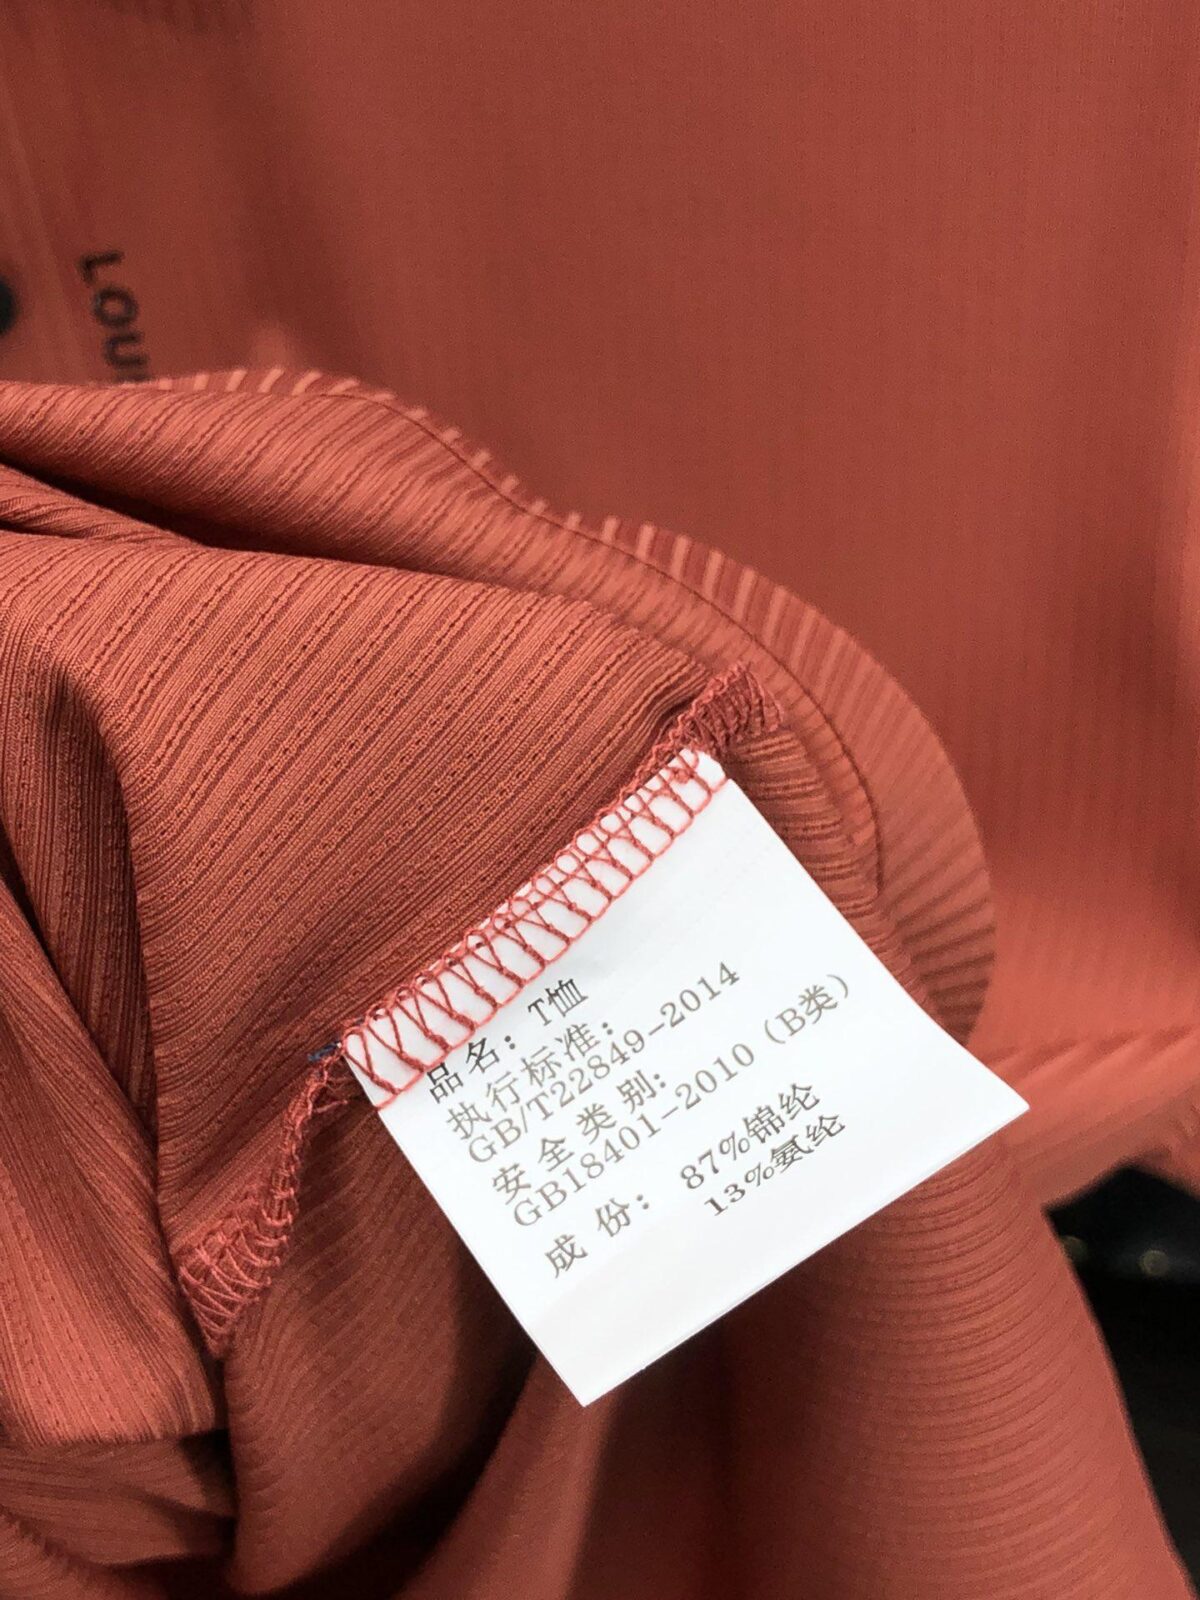 LOU
品名：T恤
执行标准：
GB/T22849-2014
安全类别：
GB18401-2010（B类）
成份： 87%锦纶
13%氨纶